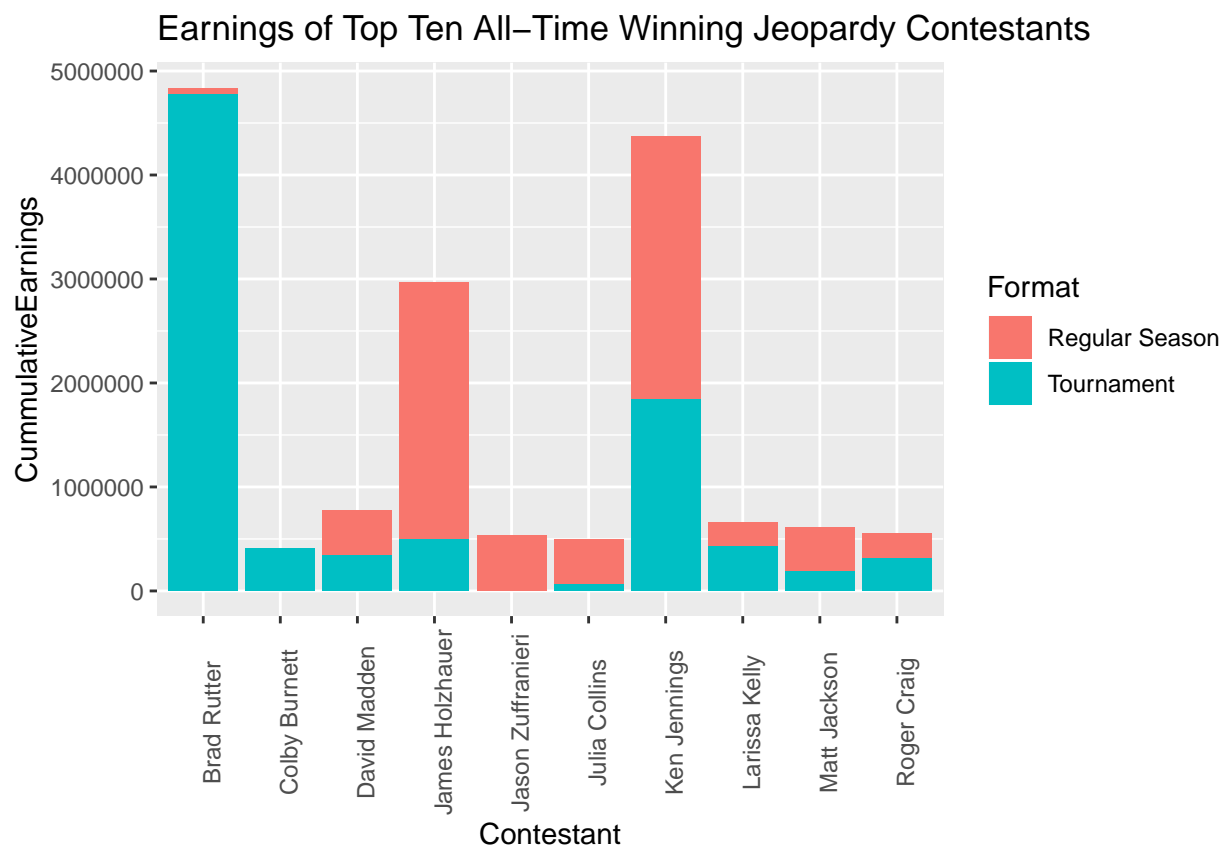 Earnings of Top Ten All−Time Winning Jeopardy Contestants
CummulativeEarnings
5000000
4000000
3000000
2000000
1000000
0
Brad Rutter
Colby Burnett
David Madden
James Holzhauer
Jason Zuffranieri
Julia Collins
Ken Jennings
Larissa Kelly
Matt Jackson
Roger Craig
Contestant
Format
Regular Season
Tournament